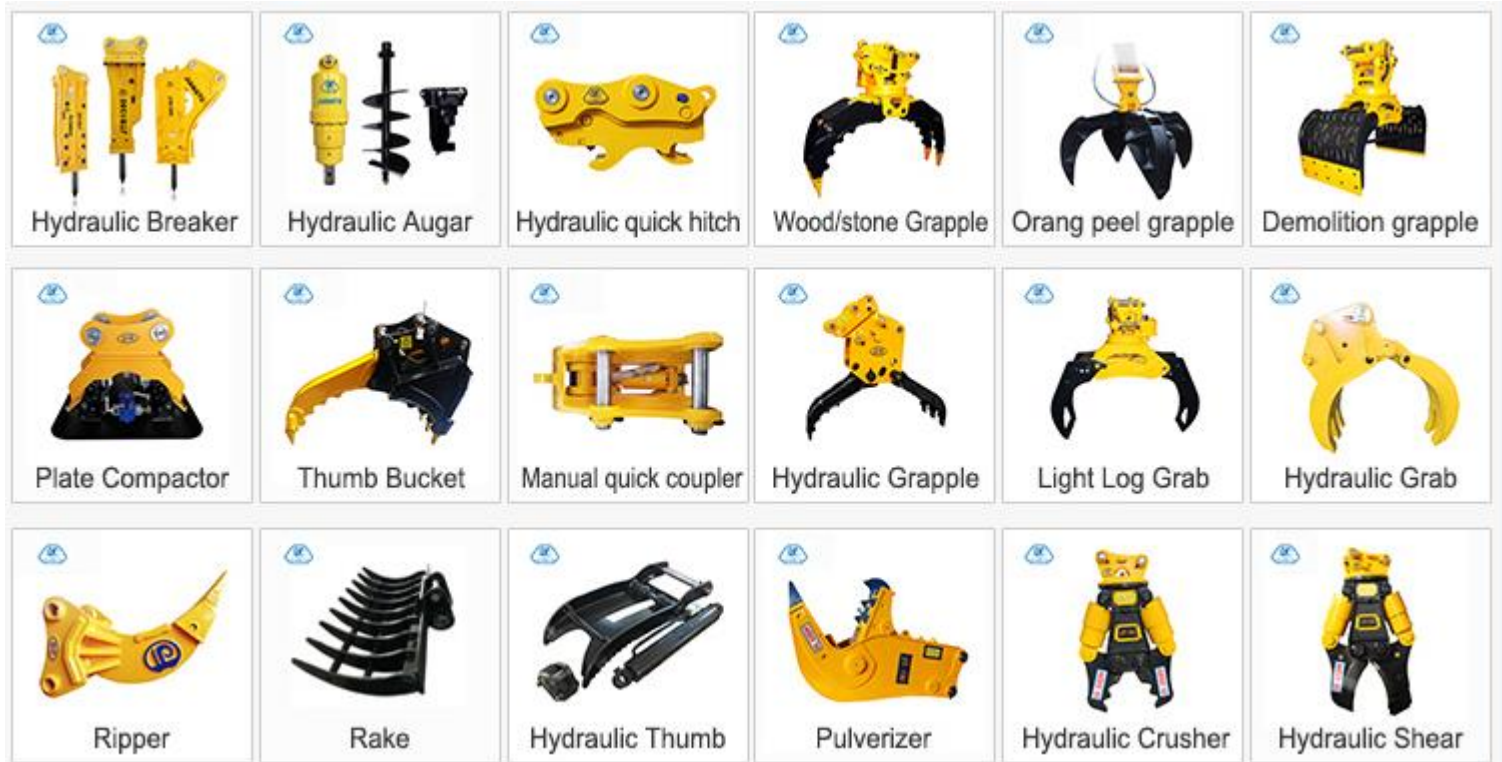 Hydraulic Breaker
Hydraulic Augar
Hydraulic quick hitch
Wood/stone Grapple
Orang peel grapple
Demolition grapple
Plate Compactor
Thumb Bucket
Manual quick coupler
Hydraulic Grapple
Light Log Grab
Hydraulic Grab
Ripper
Rake
Hydraulic Thumb
Pulverizer
Hydraulic Crusher
Hydraulic Shear